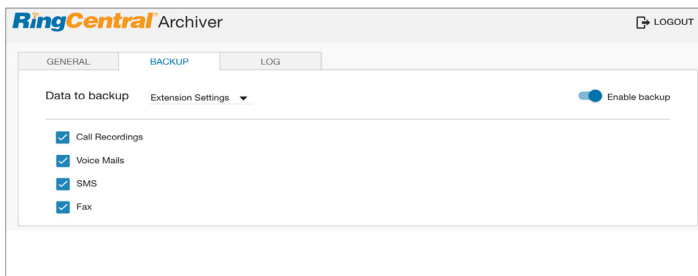 RingCentral® Archiver
LOGOUT
GENERAL BACKUP LOG
Data to backup Extension Settings Enable backup
Call Recordings
Voice Mails
SMS
Fax